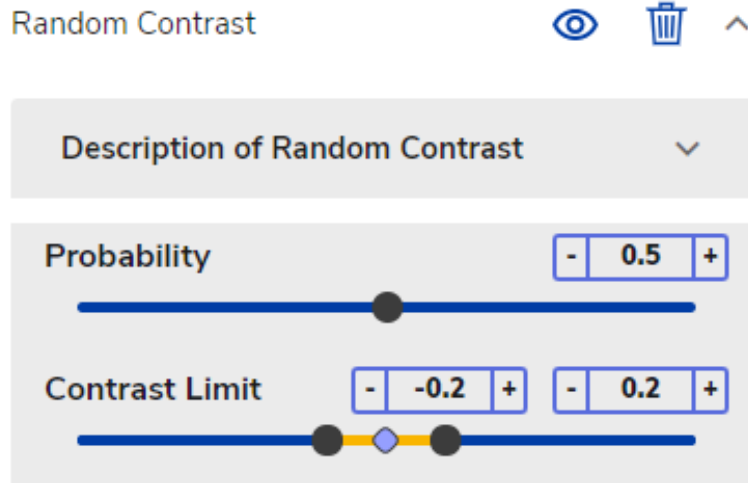 Random Contrast
Description of Random Contrast
Probability - 0.5 +
Contrast Limit - -0.2 + - 0.2 +